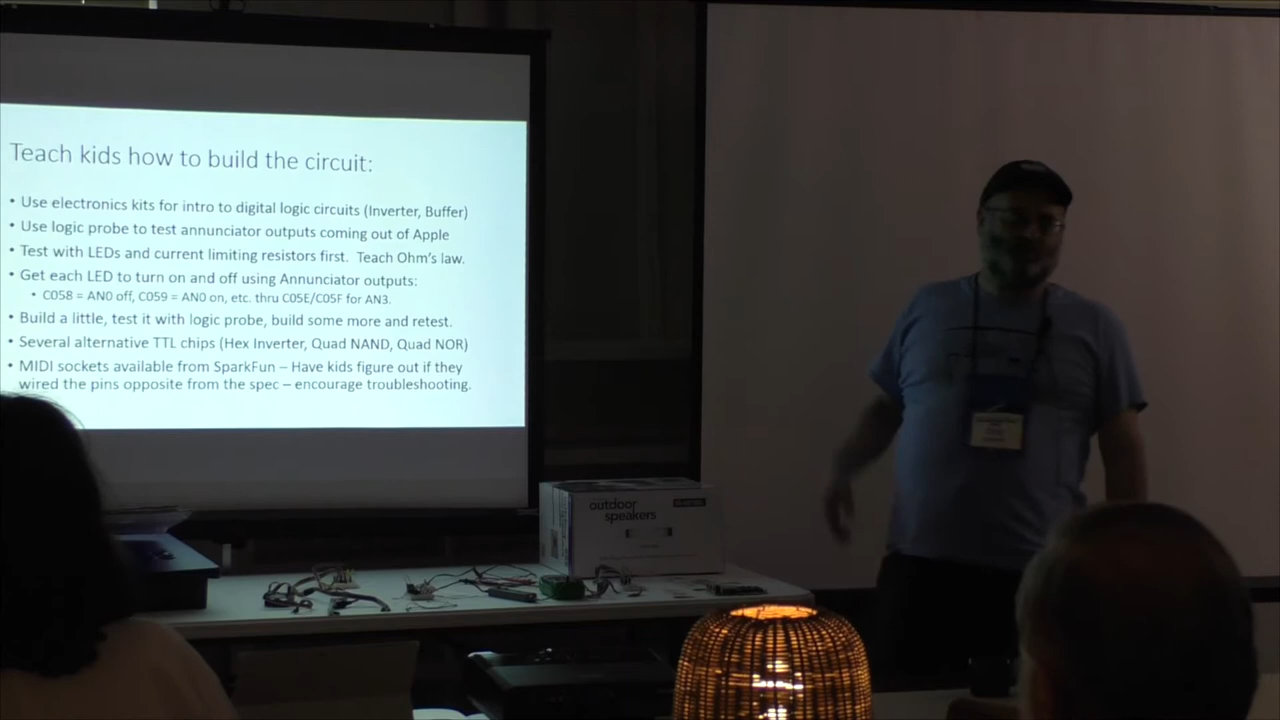 Teach kids how to build the circuit:
• Use electronics kits for intro to digital logic circuits (Inverter, Buffer)
• Use logic probe to test annunciator outputs coming out of Apple
• Test with LEDs and current limiting resistors first.  Teach Ohm's law.
• Get each LED to turn on and off using Annunciator outputs:
• C058 = AN0 off, C059 = AN0 on, etc. thru C05E/C05F for AN3.
• Build a little, test it with logic probe, build some more and retest.
• Several alternative TTL chips (Hex Inverter, Quad NAND, Quad NOR)
• MIDI sockets available from SparkFun – Have kids figure out if they
wired the pins opposite from the spec – encourage troubleshooting.
outdoor
speakers